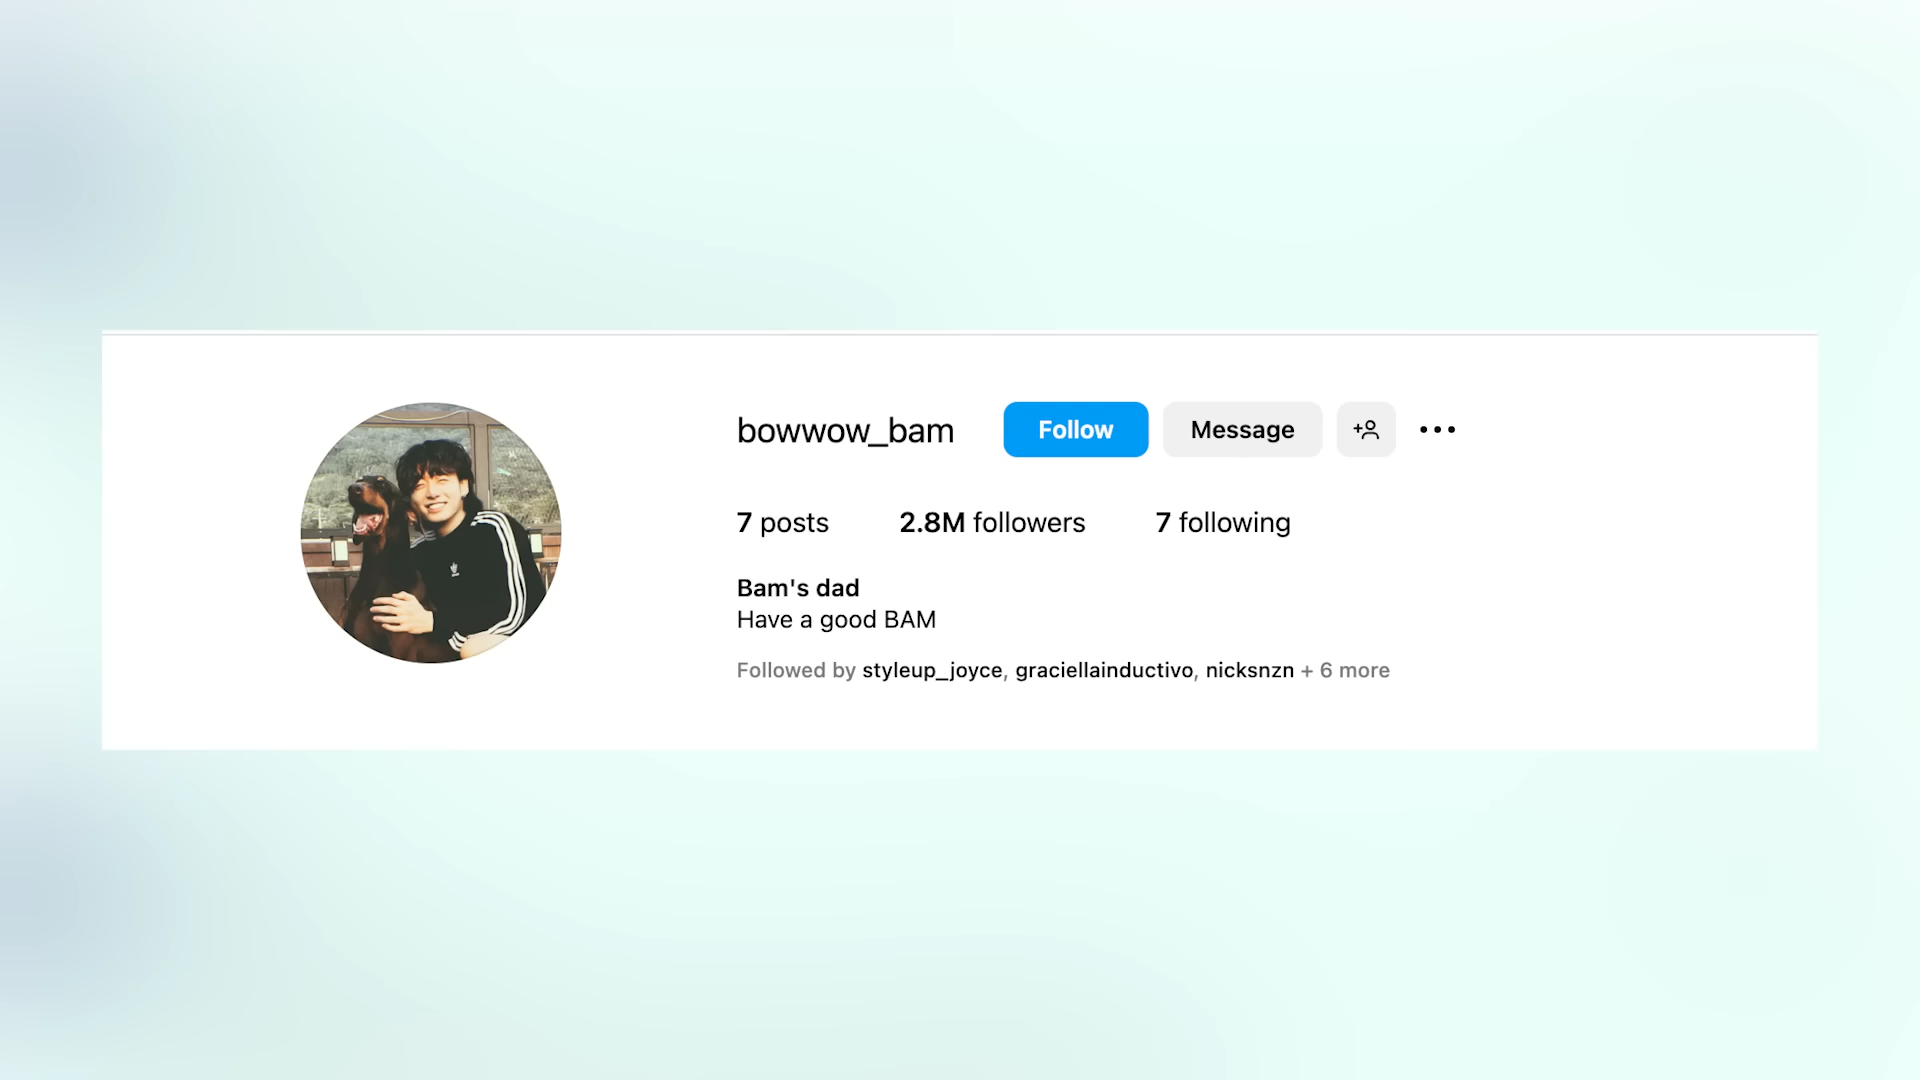 bowwow_bam Follow Message
7 posts 2.8M followers 7 following
Bam's dad
Have a good BAM
Followed by styleup_joyce, graciellainductivo, nicksnzn + 6 more